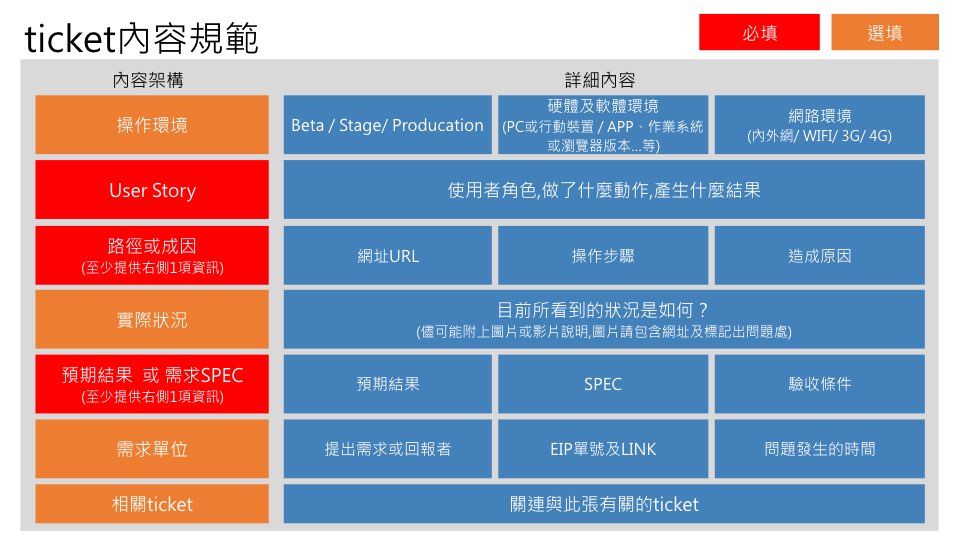 ticket內容規範
必填
選填
內容架構
詳細內容
操作環境
Beta / Stage/ Producation
硬體及軟體環境
(PC或行動裝置 / APP、作業系統
或瀏覽器版本...等)
網路環境
(內外網/ WIFI/ 3G/ 4G)
User Story
使用者角色,做了什麼動作,產生什麼結果
路徑或成因
(至少提供右側1項資訊)
網址URL
操作步驟
造成原因
實際狀況
目前所看到的狀況是如何？
(儘可能附上圖片或影片說明,圖片請包含網址及標記出問題處)
預期結果 或 需求SPEC
(至少提供右側1項資訊)
預期結果
SPEC
驗收條件
需求單位
提出需求或回報者
EIP單號及LINK
問題發生的時間
相關ticket
關連與此張有關的ticket